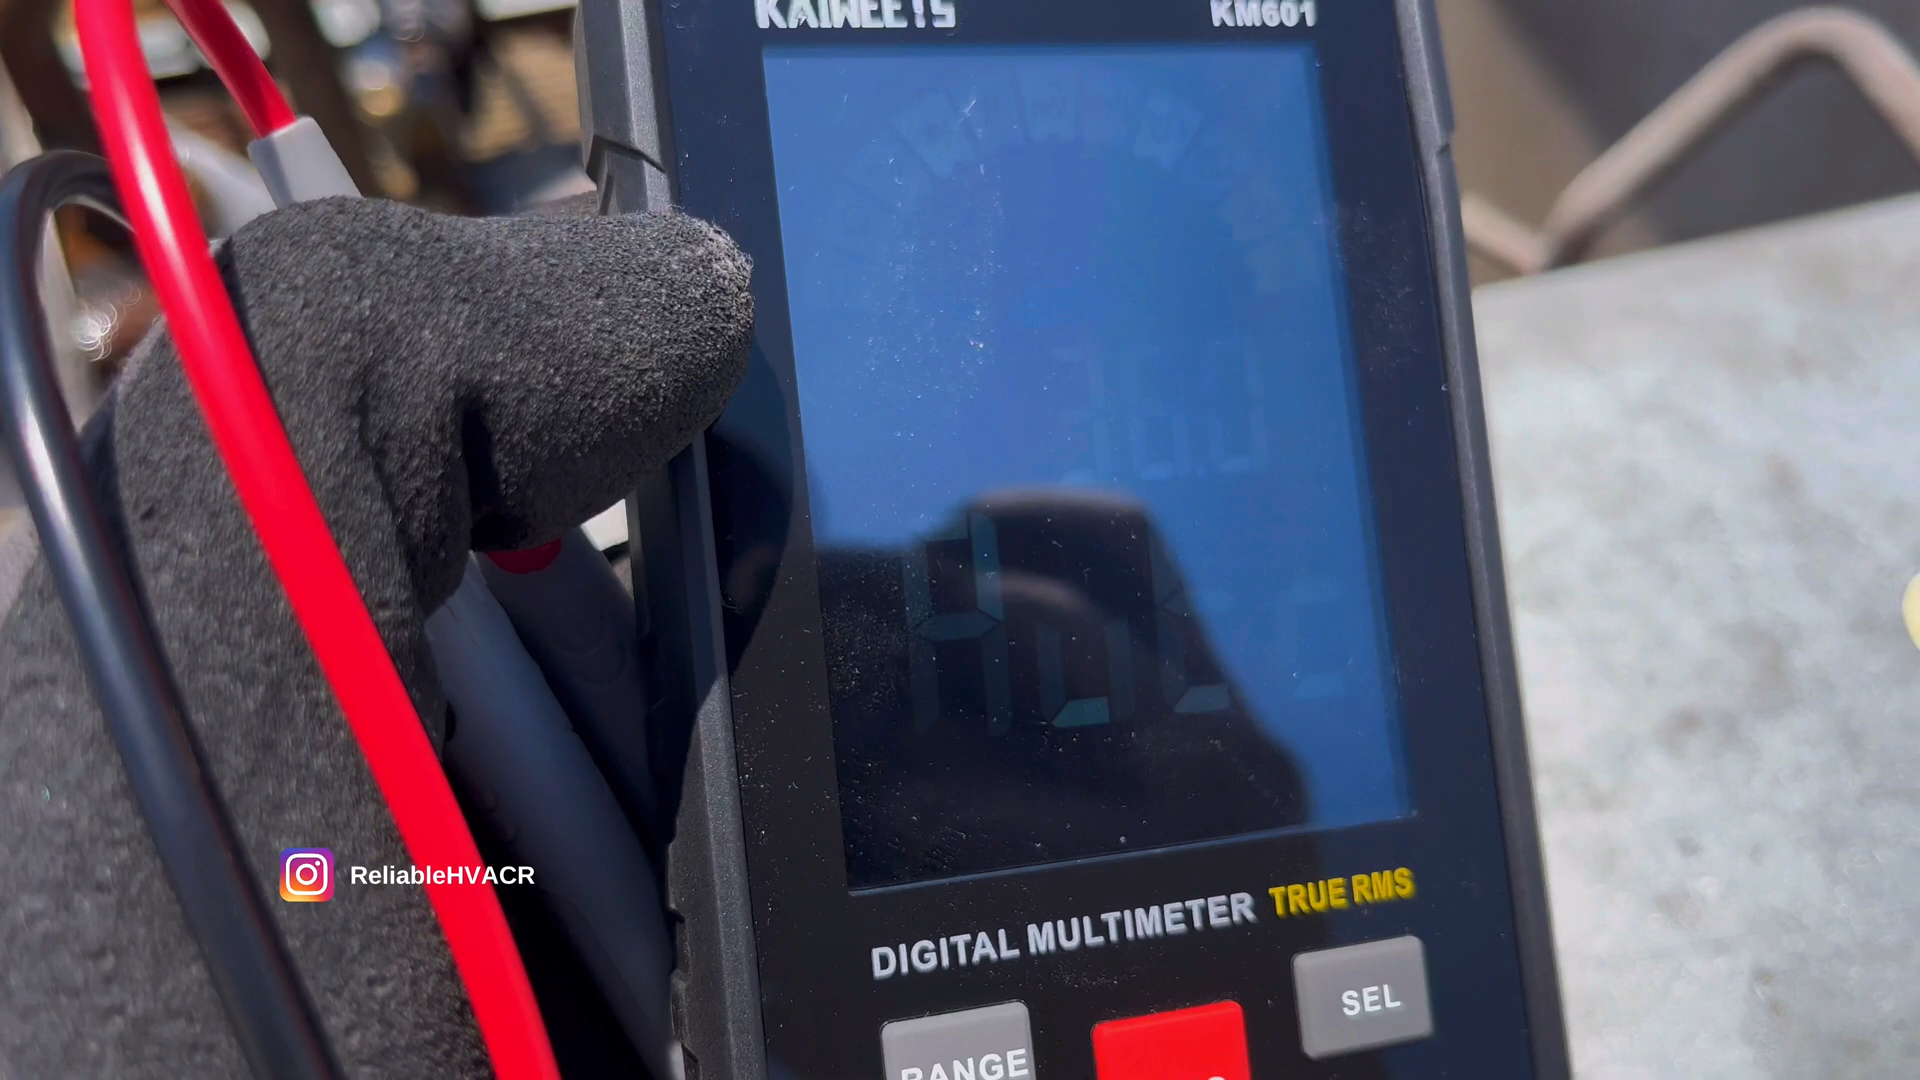 KAIWEETS
KM601
DIGITAL MULTIMETER TRUE RMS
SEL
RANGE
ReliableHVACR